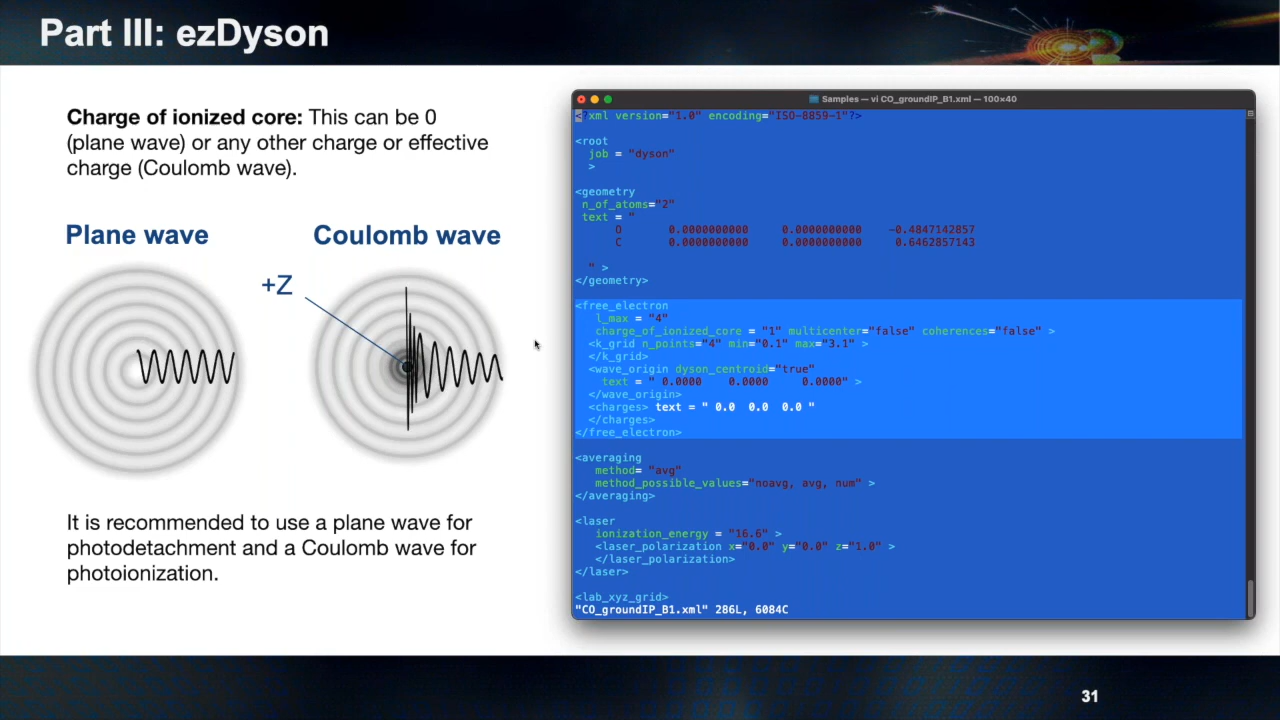 Part III: ezDyson
Charge of ionized core: This can be 0
(plane wave) or any other charge or effective
charge (Coulomb wave).
Plane wave
Coulomb wave
+Z
It is recommended to use a plane wave for
photodetachment and a Coulomb wave for
photoionization.
Samples — vi CO_groundIP_B1.xml — 100×40
<?xml version="1.0" encoding="ISO-8859-1"?>
<root
job = "dyson"
>
<geometry
n_of_atoms="2"
text = "
O 0.0000000000 0.0000000000 -0.4847142857
C 0.0000000000 0.0000000000 0.6462857143
" >
</geometry>
<free_electron
l_max = "4"
charge_of_ionized_core = "1" multicenter="false" coherences="false" >
<k_grid n_points="4" min="0.1" max="3.1" >
</k_grid>
<wave_origin dyson_centroid="true"
text = " 0.0000 0.0000 0.0000" >
</wave_origin>
<charges> text = " 0.0 0.0 0.0 "
</charges>
</free_electron>
<averaging
method= "avg"
method_possible_values="noavg, avg, num" >
</averaging>
<laser
ionization_energy = "16.6" >
<laser_polarization x="0.0" y="0.0" z="1.0" >
</laser_polarization>
</laser>
<lab_xyz_grid>
"CO_groundIP_B1.xml" 286L, 6084C
31